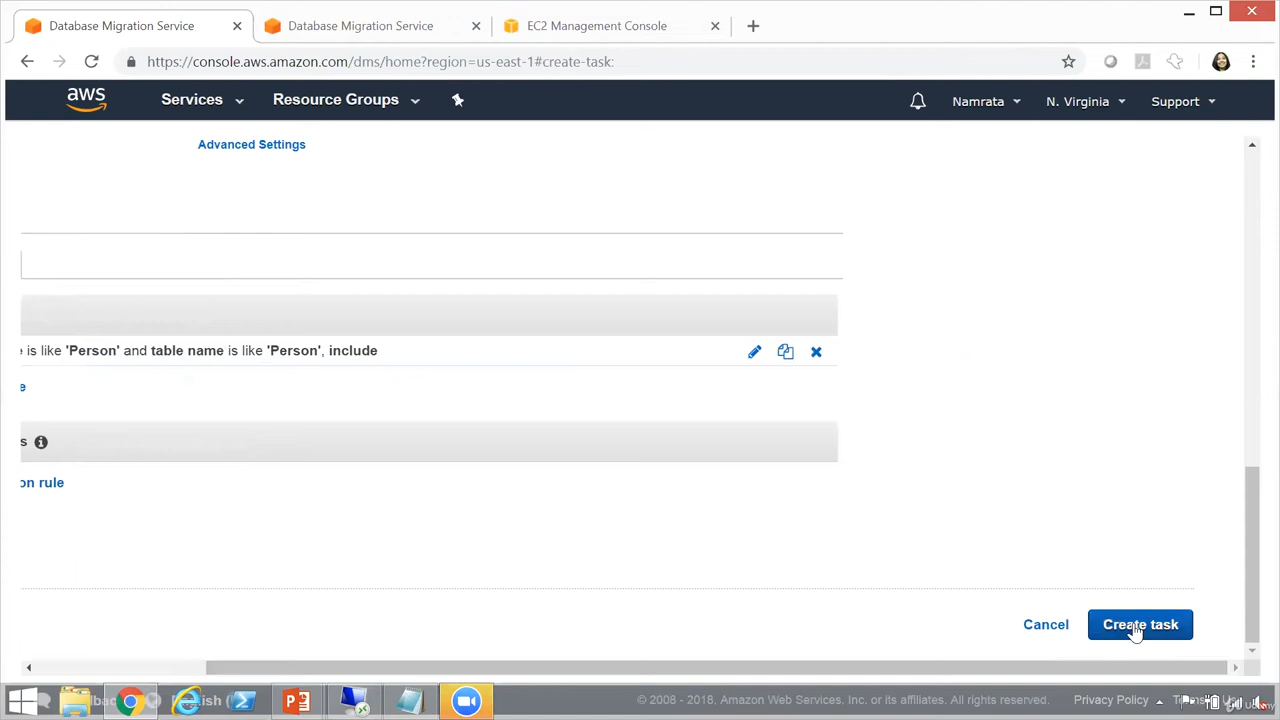 Database Migration Service
Database Migration Service
EC2 Management Console
https://console.aws.amazon.com/dms/home?region=us-east-1#create-task:
aws
Services
Resource Groups
Namrata
N. Virginia
Support
Advanced Settings
e is like 'Person' and table name is like 'Person', include
e
s
on rule
Cancel
Create task
© 2008 - 2018, Amazon Web Services, Inc. or its affiliates. All rights reserved.
Privacy Policy